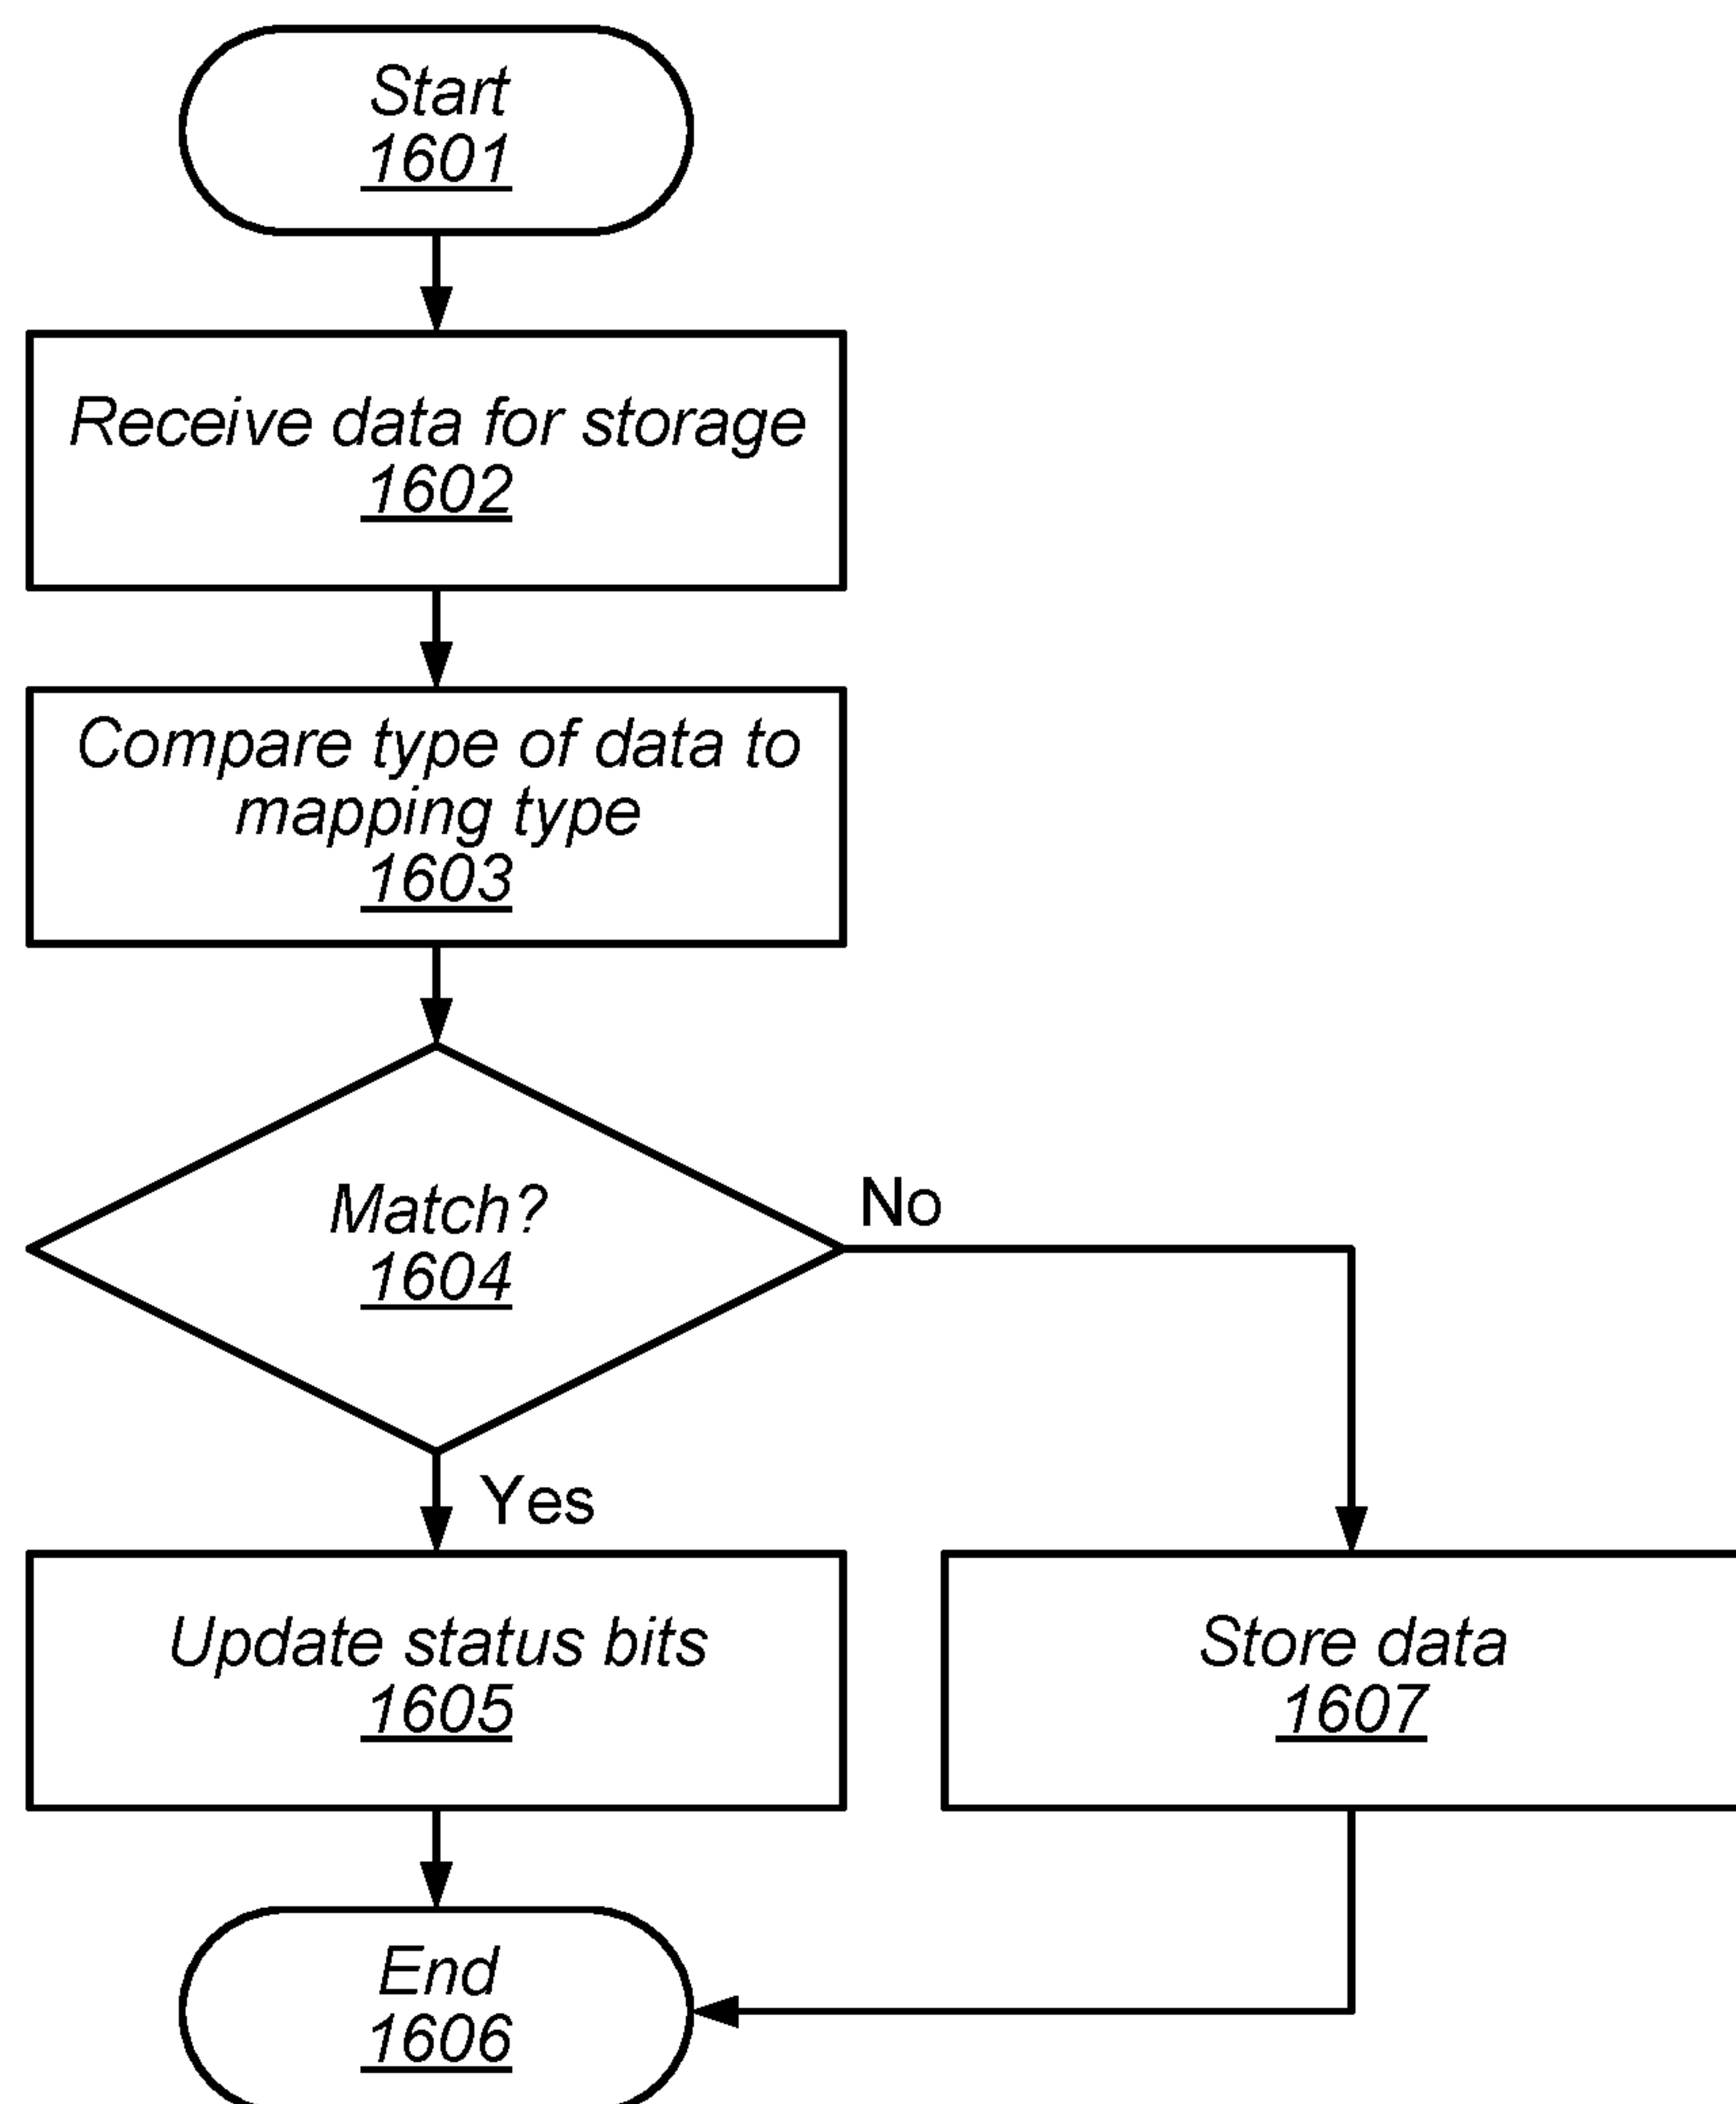 Start
1601
Receive data for storage
1602
Compare type of data to
mapping type
1603
Match?
1604
No
Yes
Update status bits
1605
Store data
1607
End
1606